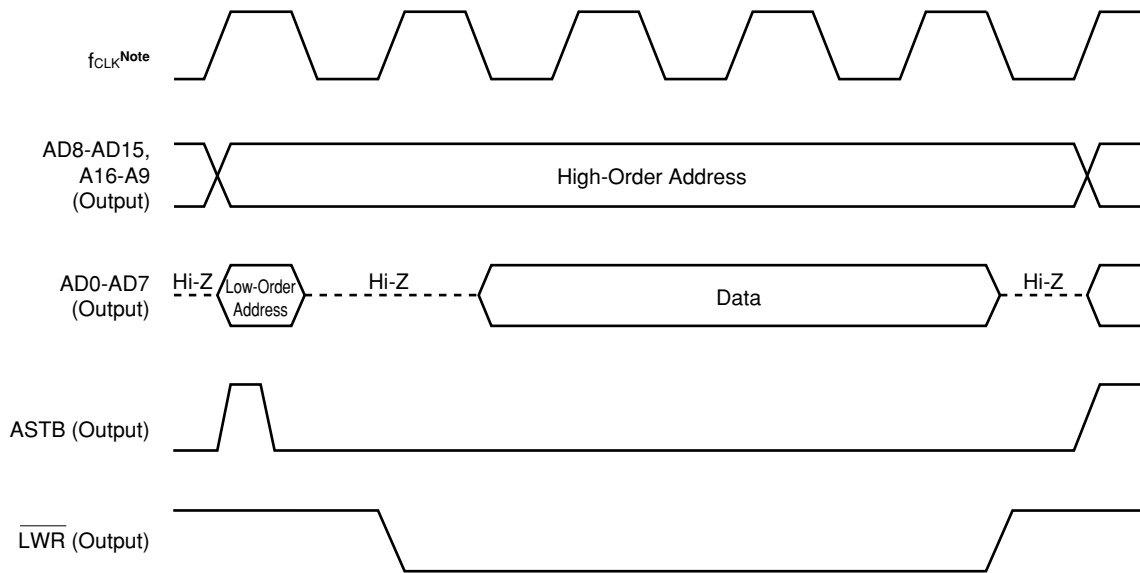 fCLKNote
AD8-AD15,
A16-A9
(Output)
High-Order Address
AD0-AD7
(Output)
Hi-Z
Low-Order
Address
Hi-Z
Data
Hi-Z
ASTB (Output)
LWR (Output)